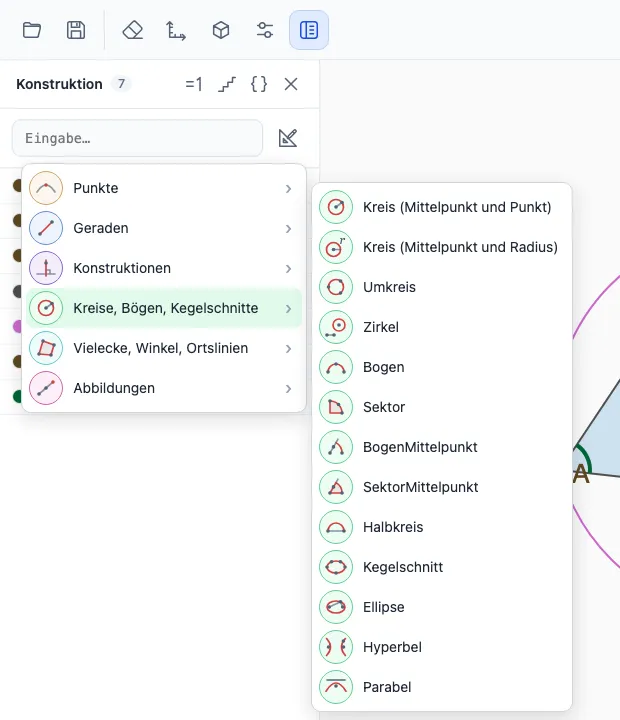 Konstruktion 7 =1 {}
Eingabe…
Punkte
Geraden
Konstruktionen
Kreise, Bögen, Kegelschnitte
Vielecke, Winkel, Ortslinien
Abbildungen
Kreis (Mittelpunkt und Punkt)
r
Kreis (Mittelpunkt und Radius)
Umkreis
Zirkel
Bogen
Sektor
BogenMittelpunkt
SektorMittelpunkt
Halbkreis
Kegelschnitt
Ellipse
Hyperbel
Parabel
A